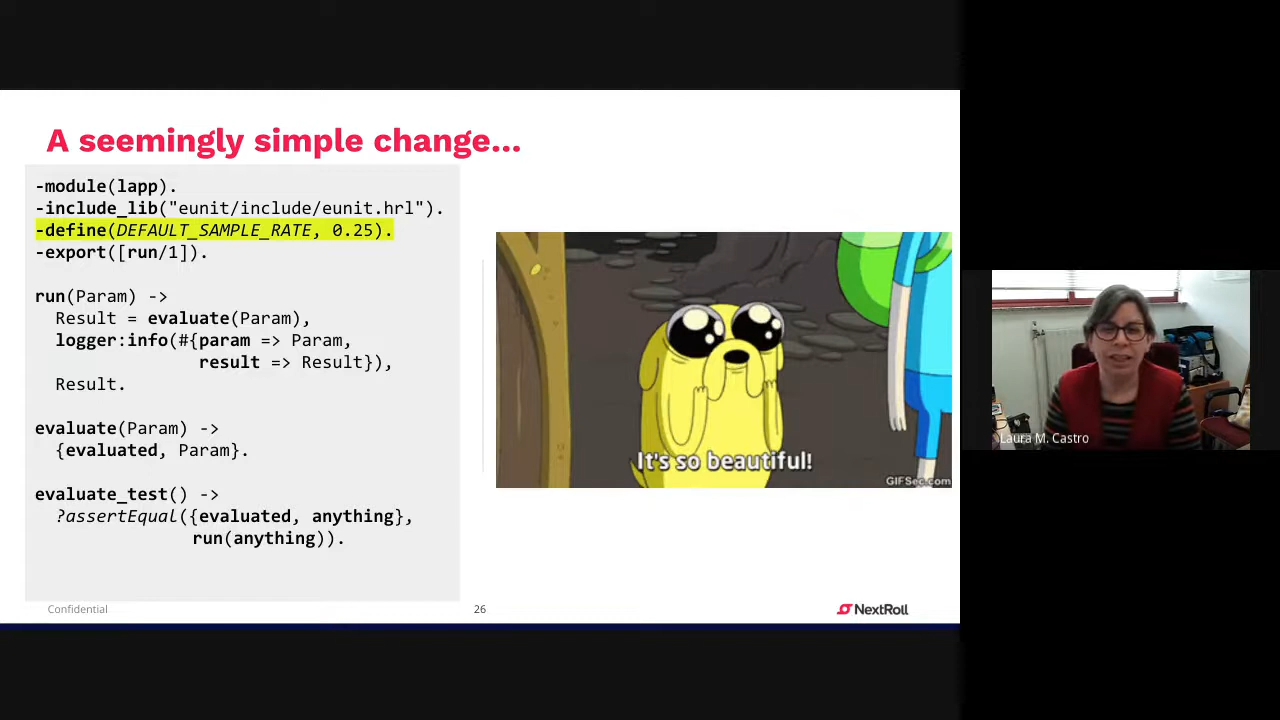 A seemingly simple change...
-module(lapp).
-include_lib("eunit/include/eunit.hrl").
-define(DEFAULT_SAMPLE_RATE, 0.25).
-export([run/1]).
run(Param) ->
Result = evaluate(Param),
logger:info(#{param => Param,
result => Result}),
Result.
evaluate(Param) ->
{evaluated, Param}.
evaluate_test() ->
?assertEqual({evaluated, anything},
run(anything)).
It's so beautiful!
GIFSec.com
Confidential
26
NextRoll
Laura M. Castro